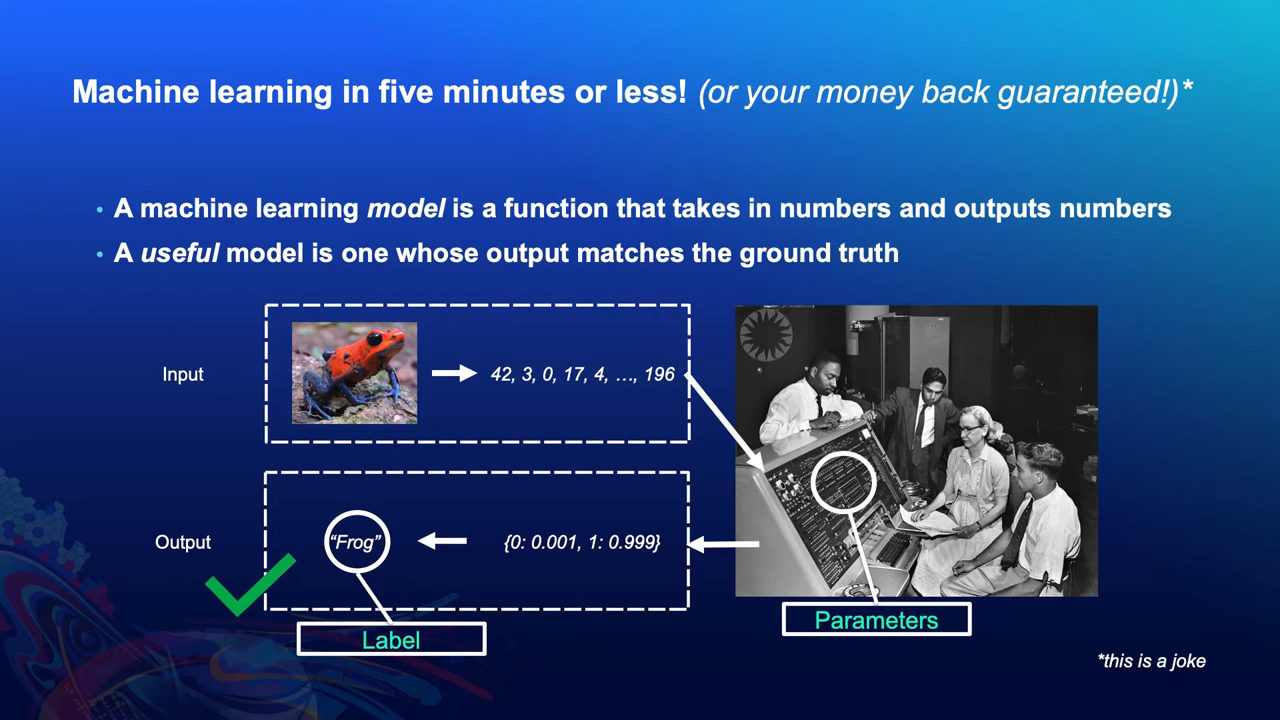 Machine learning in five minutes or less! (or your money back guaranteed!)*
• A machine learning model is a function that takes in numbers and outputs numbers
• A useful model is one whose output matches the ground truth
Input
42, 3, 0, 17, 4, …, 196
Output
“Frog”
{0: 0.001, 1: 0.999}
Label
Parameters
*this is a joke